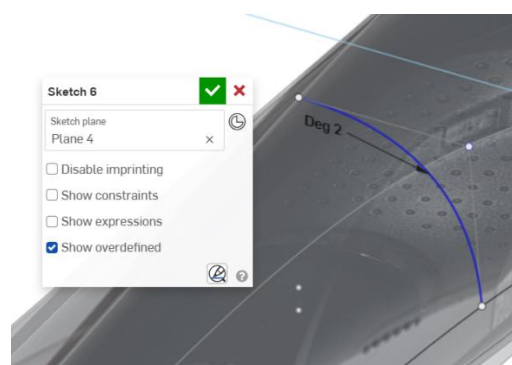 Sketch 6
Sketch plane
Plane 4
Disable imprinting
Show constraints
Show expressions
Show overdefined
Deg 2